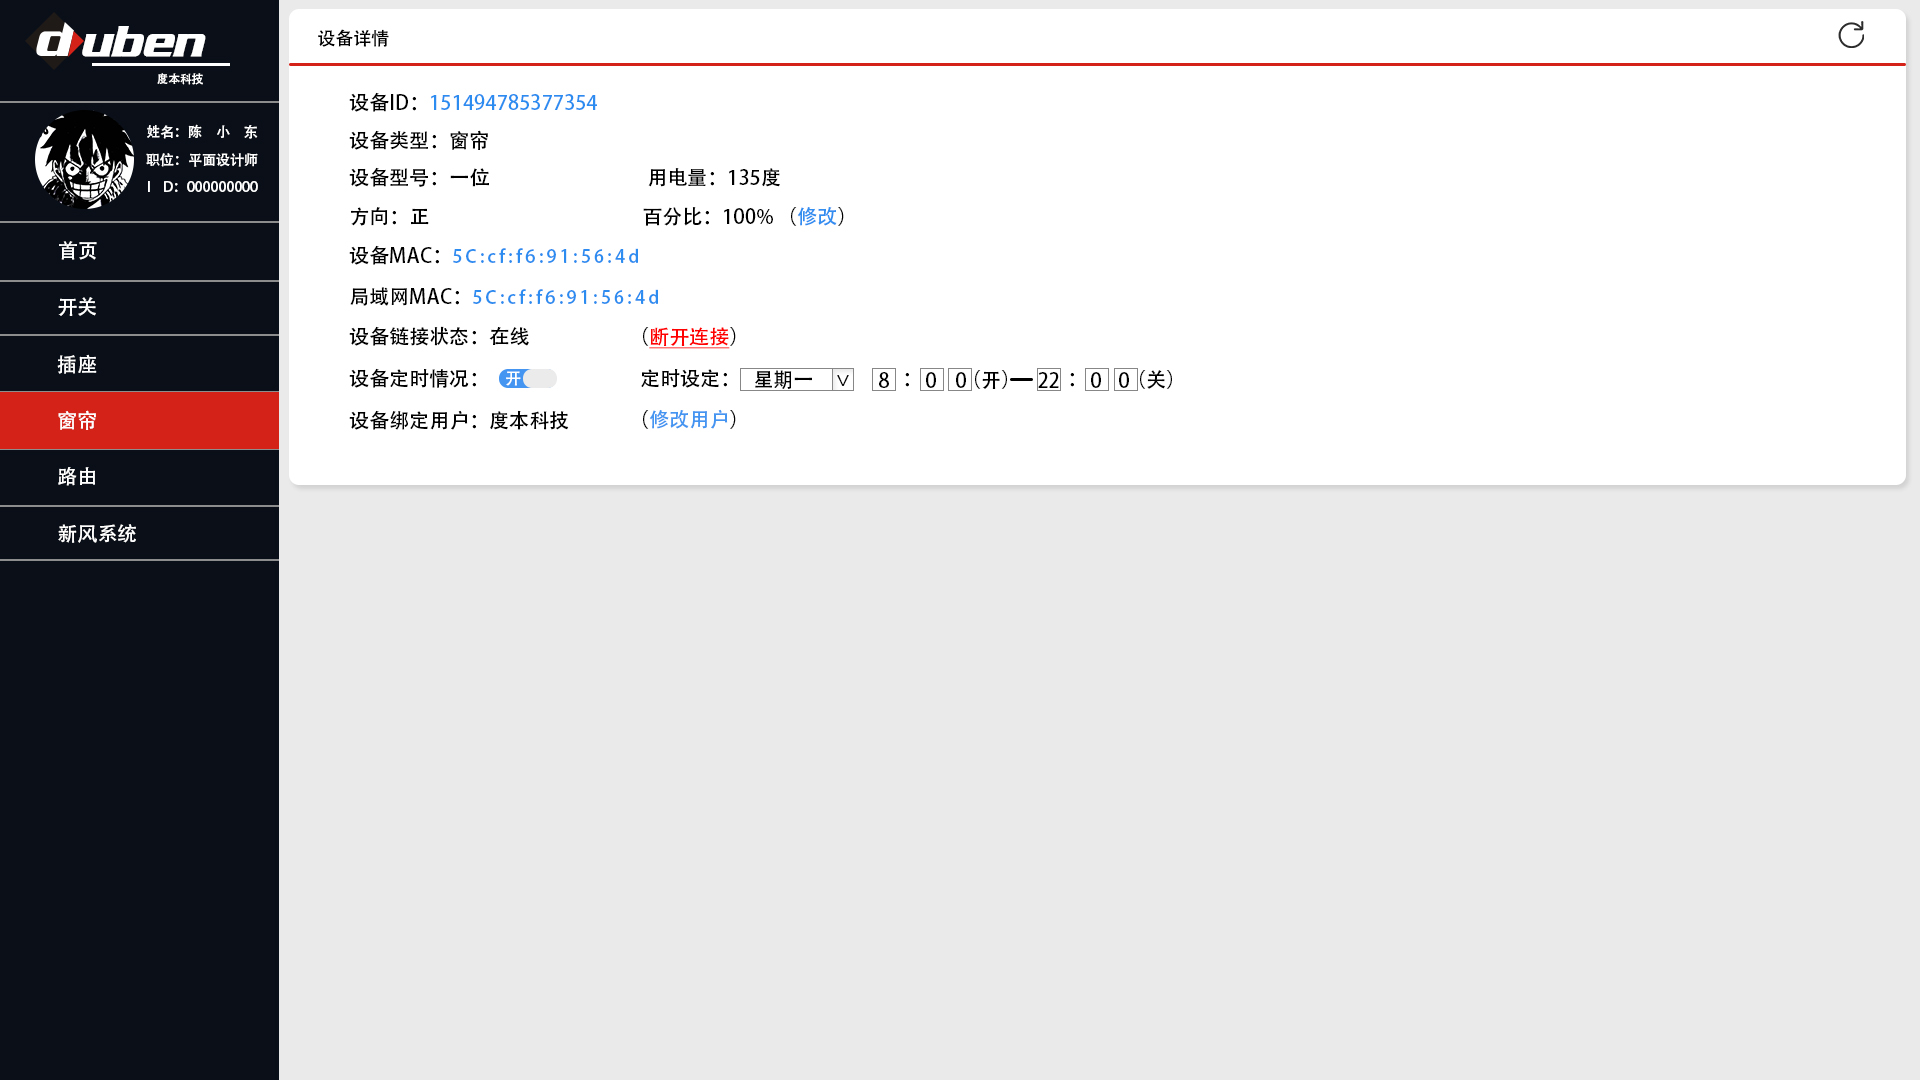 duben
度本科技
姓名：陈 小 东
职位：平面设计师
I D：000000000
首页
开关
插座
窗帘
路由
新风系统
设备详情
设备ID：151494785377354
设备类型：窗帘
设备型号：一位 用电量：135度
方向：正 百分比：100%（修改）
设备MAC：5C:cf:f6:91:56:4d
局域网MAC：5C:cf:f6:91:56:4d
设备链接状态：在线 （断开连接）
设备定时情况： 开 定时设定：星期一 V 8：0 0（开）—22：0 0（关）
设备绑定用户：度本科技 （修改用户）